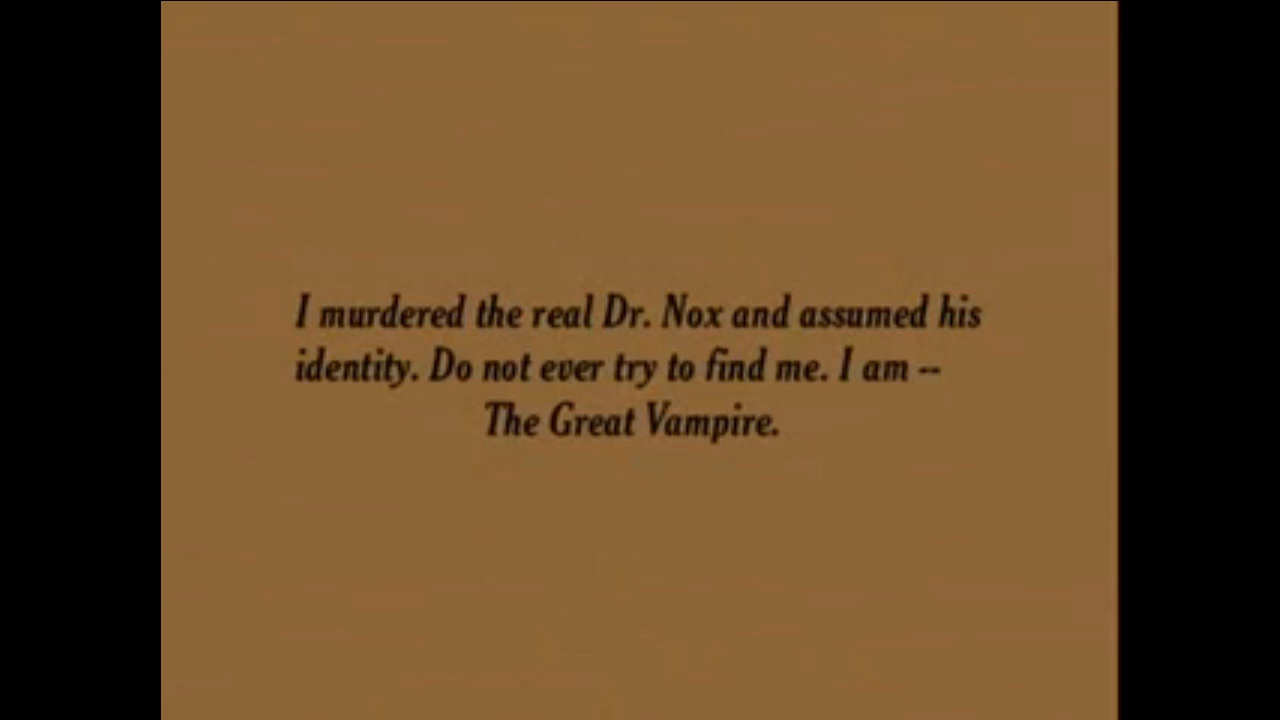 I murdered the real Dr. Nox and assumed his
identity. Do not ever try to find me. I am --
The Great Vampire.